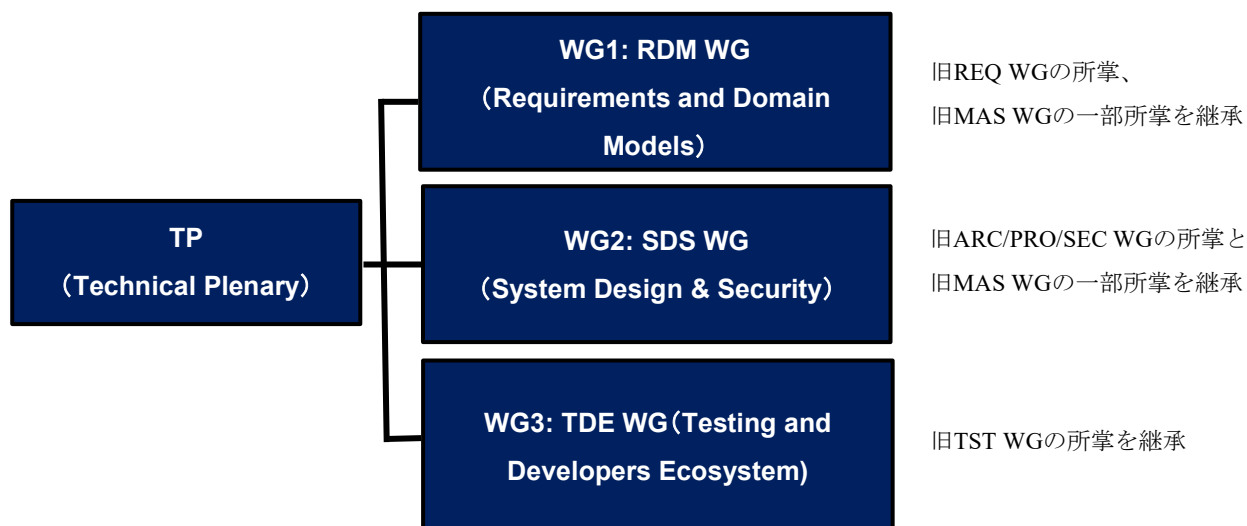 WG1: RDM WG
（Requirements and Domain
Models）
旧REQ WGの所掌、
旧MAS WGの一部所掌を継承
TP
（Technical Plenary）
WG2: SDS WG
（System Design & Security）
旧ARC/PRO/SEC WGの所掌と
旧MAS WGの一部所掌を継承
WG3: TDE WG（Testing and
Developers Ecosystem)
旧TST WGの所掌を継承